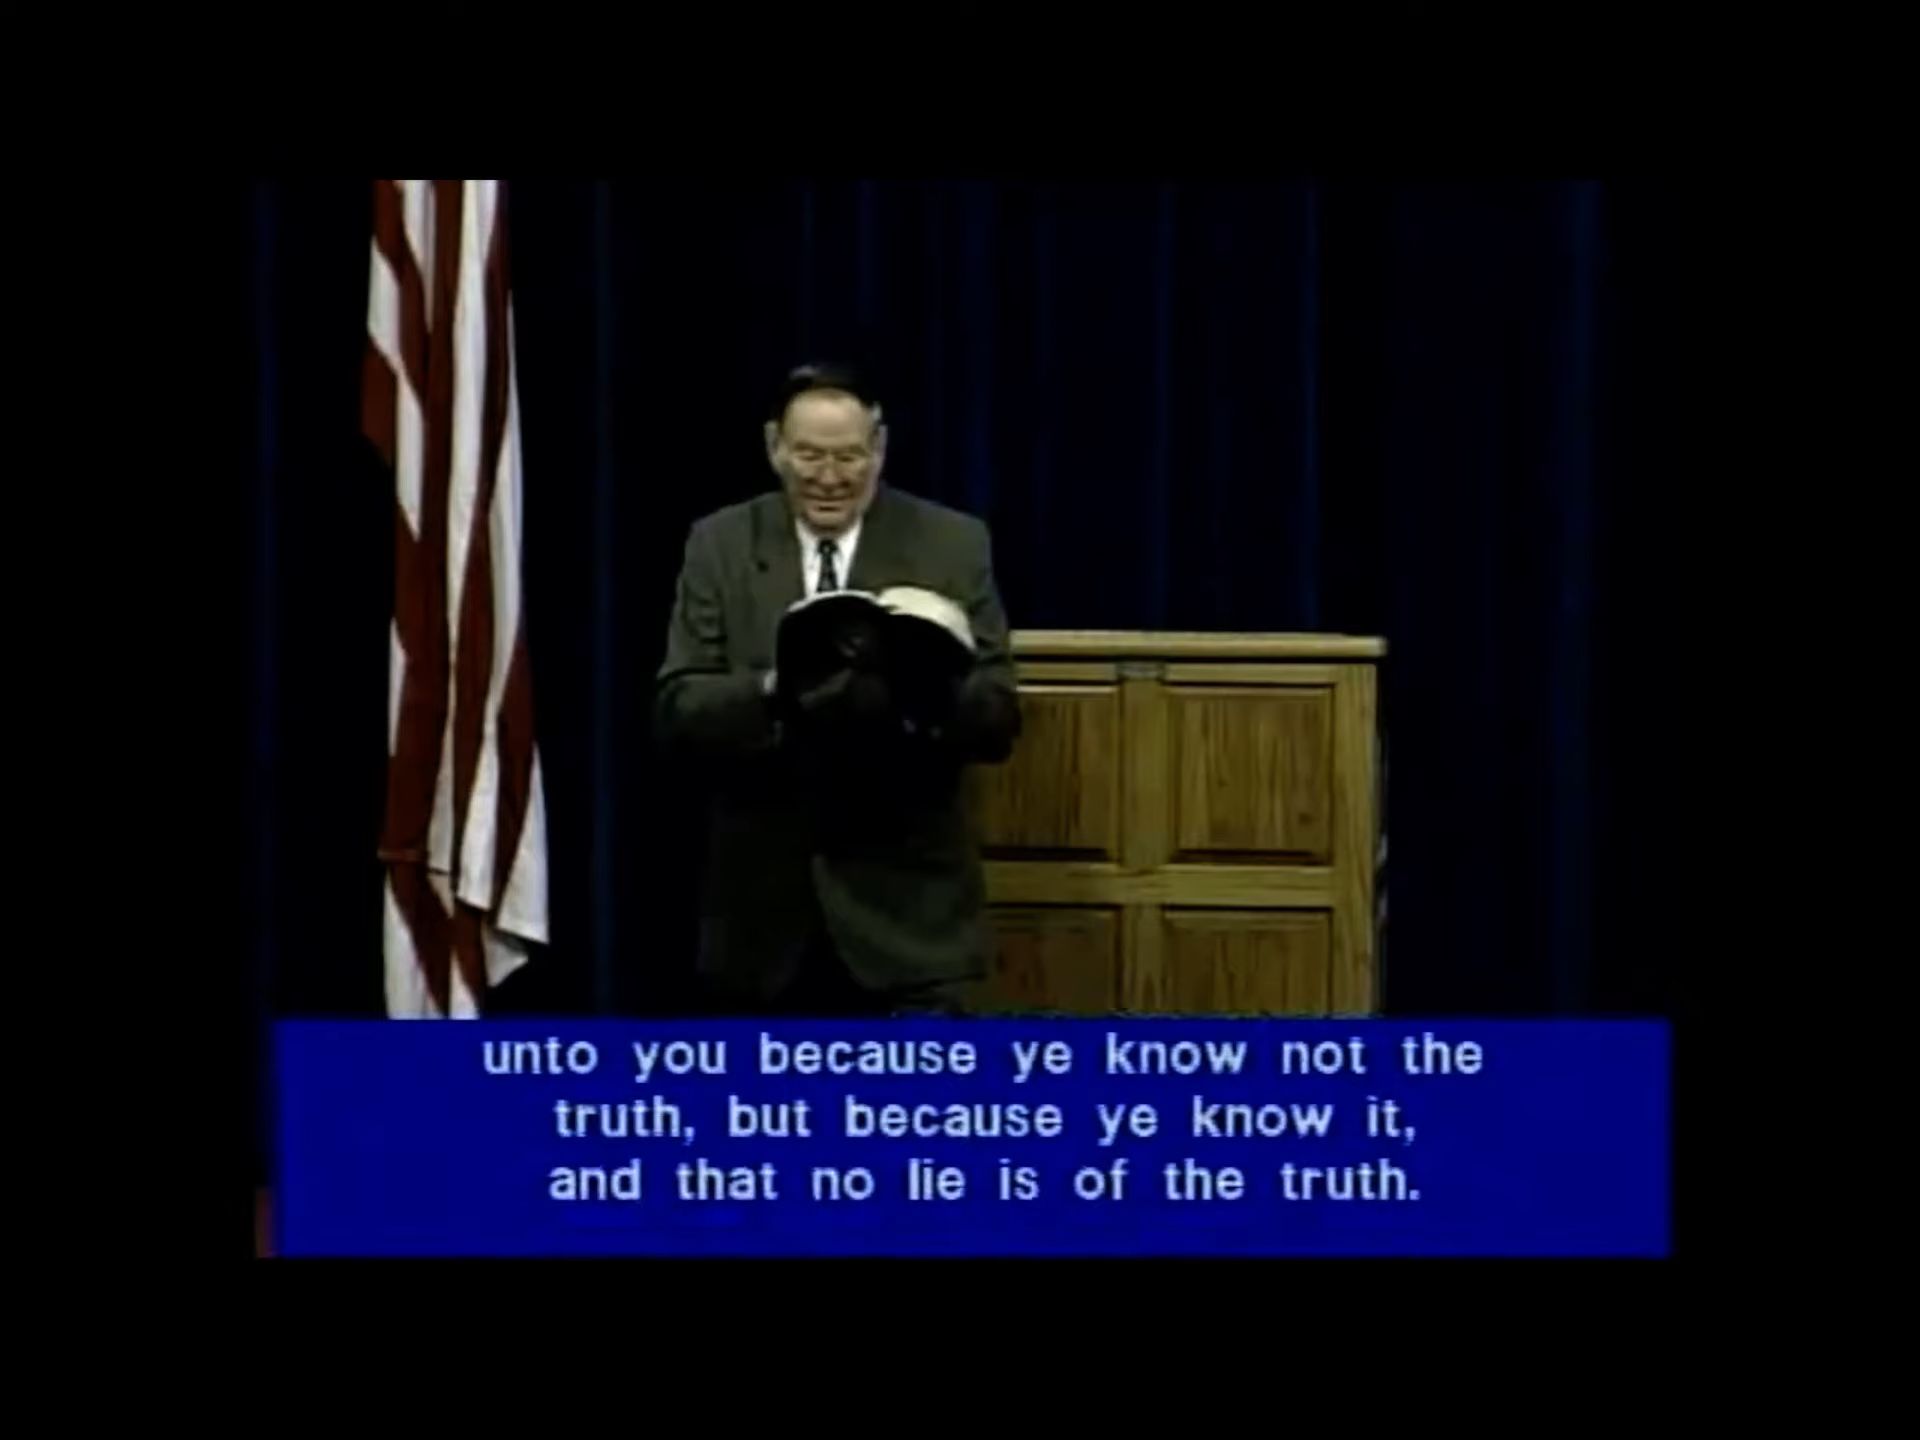 unto you because ye know not the
truth, but because ye know it,
and that no lie is of the truth.